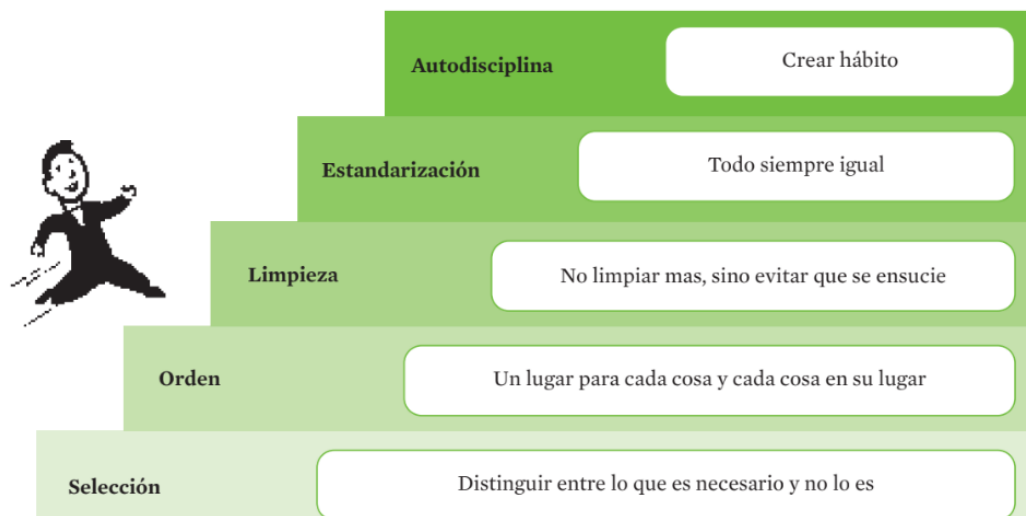 Autodisciplina
Crear hábito
Estandarización
Todo siempre igual
Limpieza
No limpiar mas, sino evitar que se ensucie
Orden
Un lugar para cada cosa y cada cosa en su lugar
Selección
Distinguir entre lo que es necesario y no lo es